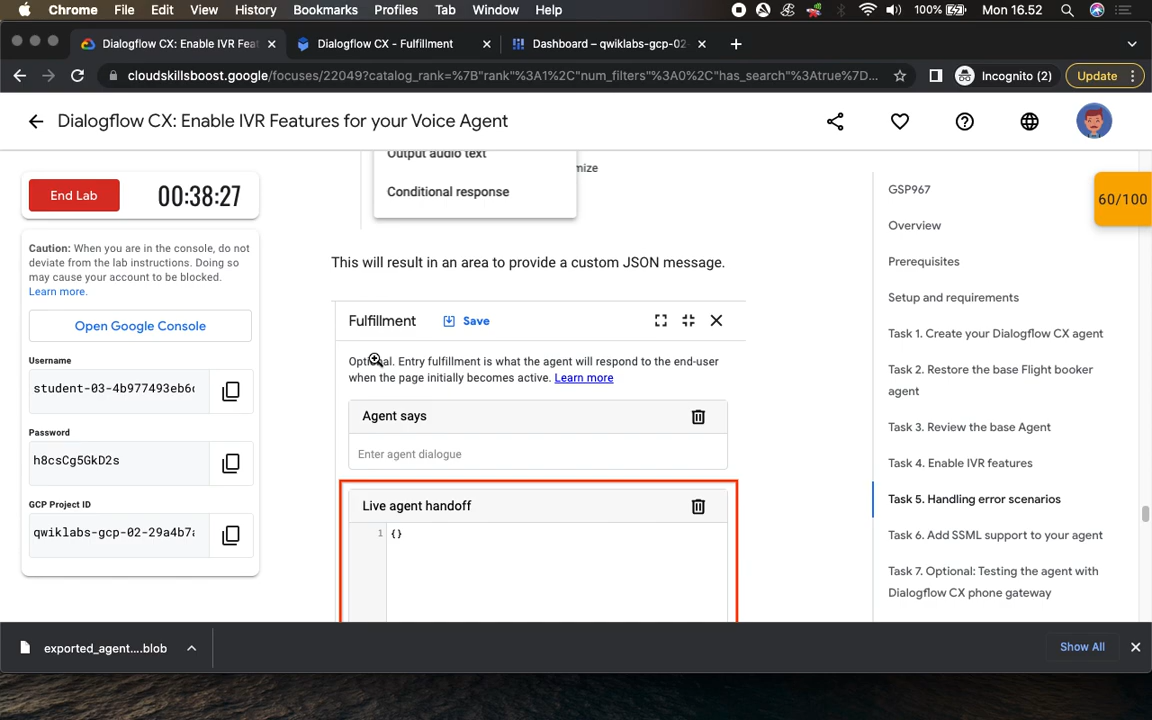 Chrome File Edit View History Bookmarks Profiles Tab Window Help 100% Mon 16.52
Dialogflow CX: Enable IVR Feat
Dialogflow CX - Fulfillment
Dashboard – qwiklabs-gcp-02
cloudskillsboost.google/focuses/22049?catalog_rank=%7B"rank"%3A1%2C"num_filters"%3A0%2C"has_search"%3Atrue%7D...
Incognito (2)
Update
Dialogflow CX: Enable IVR Features for your Voice Agent
End Lab
00:38:27
Caution: When you are in the console, do not
deviate from the lab instructions. Doing so
may cause your account to be blocked.
Learn more.
Open Google Console
Username
student-03-4b977493eb6
Password
h8csCg5GkD2s
GCP Project ID
qwiklabs-gcp-02-29a4b7
Output audio text
mize
Conditional response
This will result in an area to provide a custom JSON message.
Fulfillment
Save
Optional. Entry fulfillment is what the agent will respond to the end-user
when the page initially becomes active. Learn more
Agent says
Enter agent dialogue
Live agent handoff
1 {}
GSP967
60/100
Overview
Prerequisites
Setup and requirements
Task 1. Create your Dialogflow CX agent
Task 2. Restore the base Flight booker
agent
Task 3. Review the base Agent
Task 4. Enable IVR features
Task 5. Handling error scenarios
Task 6. Add SSML support to your agent
Task 7. Optional: Testing the agent with
Dialogflow CX phone gateway
exported_agent....blob
Show All